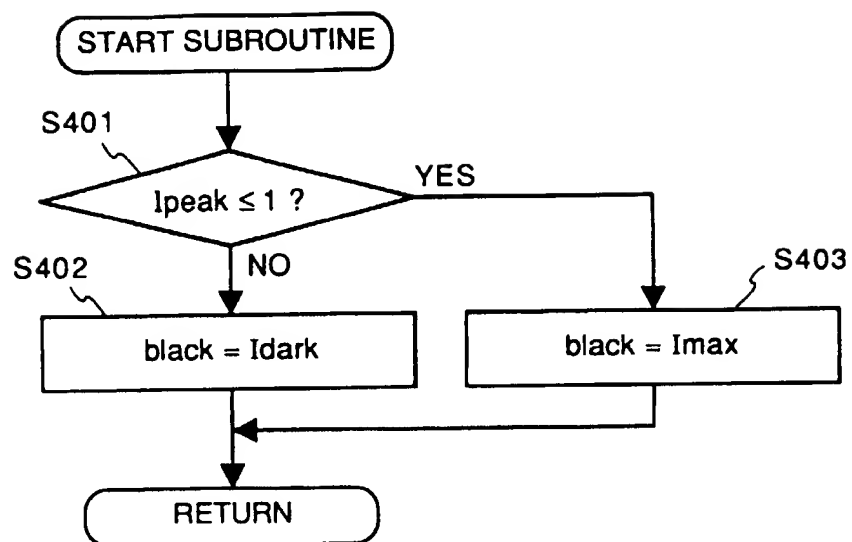 START SUBROUTINE
S401
Ipeak ≤ 1 ?
YES
NO
S402
S403
black = Idark
black = Imax
RETURN